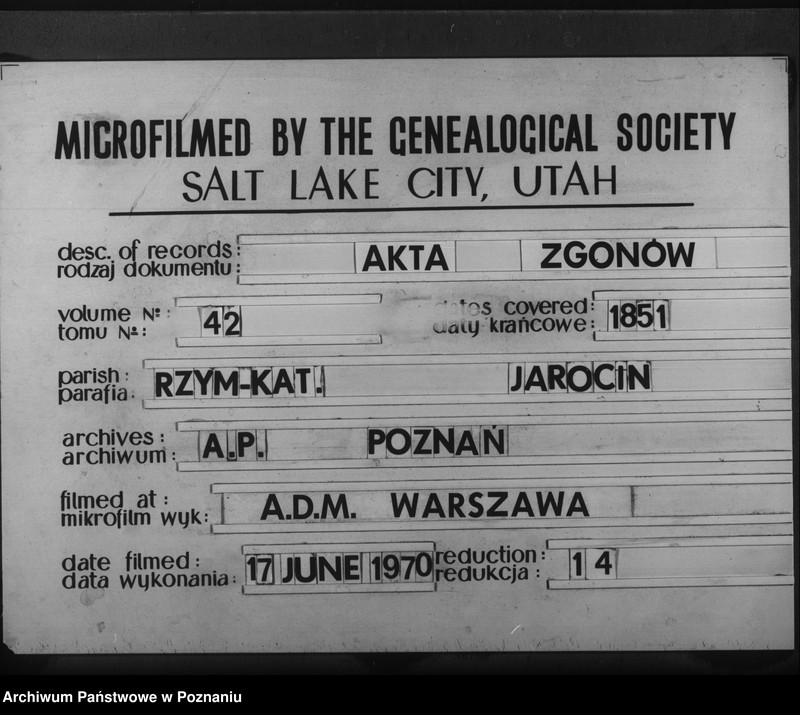 MICROFILMED BY THE GENEALOGICAL SOCIETY
SALT LAKE CITY, UTAH
desc. of records: AKTA ZGONÓW
rodzaj dokumentu:
volume №: 42 dates covered: 1851
tomu №: daty krańcowe:
parish: RZYM-KAT. JAROCIN
parafia:
archives: A.P. POZNAŃ
archiwum:
filmed at: A.D.M. WARSZAWA
mikrofilm wyk:
date filmed: 17 JUNE 1970 reduction: 14
data wykonania: redukcja:
Archiwum Państwowe w Poznaniu